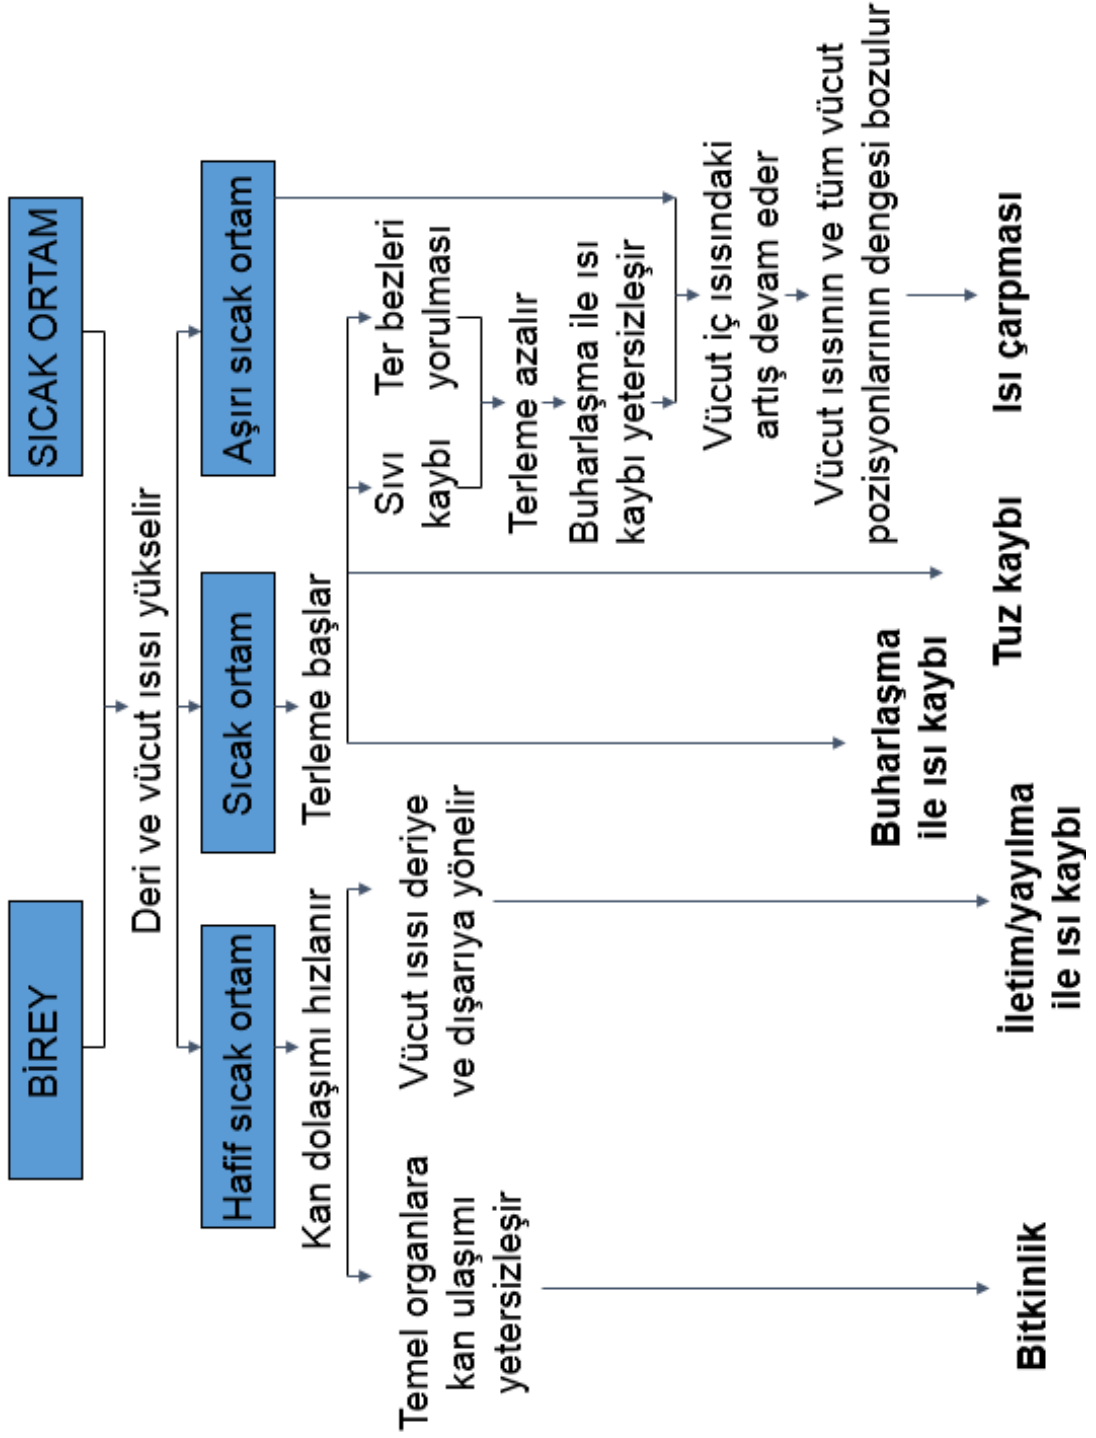 BİREY
SICAK ORTAM
Deri ve vücut ısısı yükselir
Hafif sıcak ortam
Sıcak ortam
Aşırı sıcak ortam
Kan dolaşımı hızlanır
Terleme başlar
Temel organlara
kan ulaşımı
yetersizleşir
Vücut ısısı deriye
ve dışarıya yönelir
Sıvı
kaybı
Ter bezleri
yorulması
Terleme azalır
Buharlaşma ile ısı
kaybı yetersizleşir
Vücut iç ısısındaki
artış devam eder
Vücut ısısının ve tüm vücut
pozisyonlarının dengesi bozulur
Bitkinlik
İletim/yayılma
ile ısı kaybı
Buharlaşma
ile ısı kaybı
Tuz kaybı
Isı çarpması